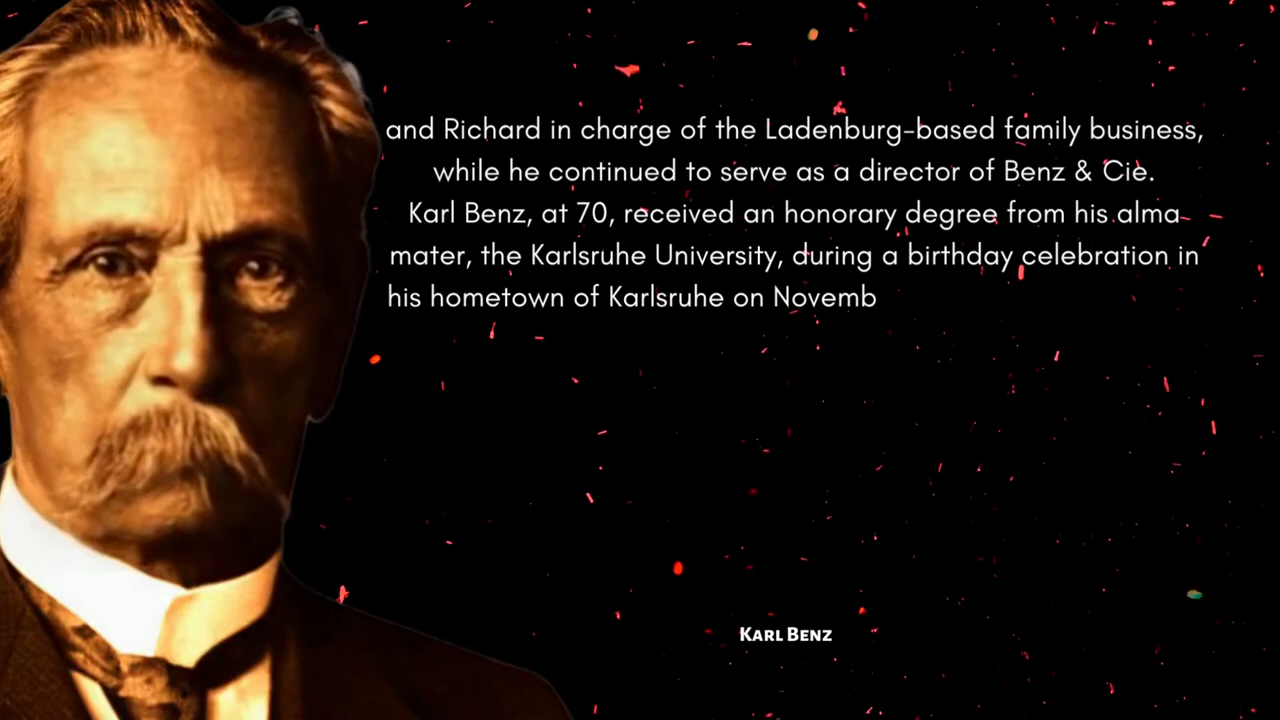 and Richard in charge of the Ladenburg-based family business,
while he continued to serve as a director of Benz & Cie.
Karl Benz, at 70, received an honorary degree from his alma
mater, the Karlsruhe University, during a birthday celebration in
his hometown of Karlsruhe on Novemb
Karl Benz